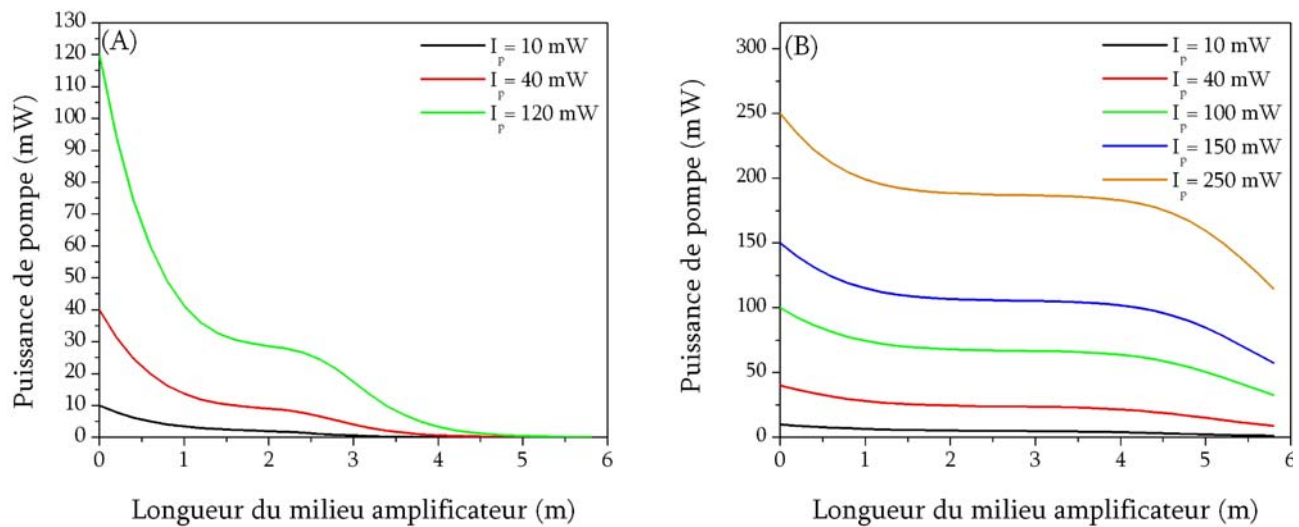 (A)
I_p = 10 mW
I_p = 40 mW
I_p = 120 mW
Puissance de pompe (mW)
130
120
110
100
90
80
70
60
50
40
30
20
10
0
0 1 2 3 4 5 6
Longueur du milieu amplificateur (m)
(B)
I_p = 10 mW
I_p = 40 mW
I_p = 100 mW
I_p = 150 mW
I_p = 250 mW
Puissance de pompe (mW)
300
250
200
150
100
50
0
0 1 2 3 4 5 6
Longueur du milieu amplificateur (m)